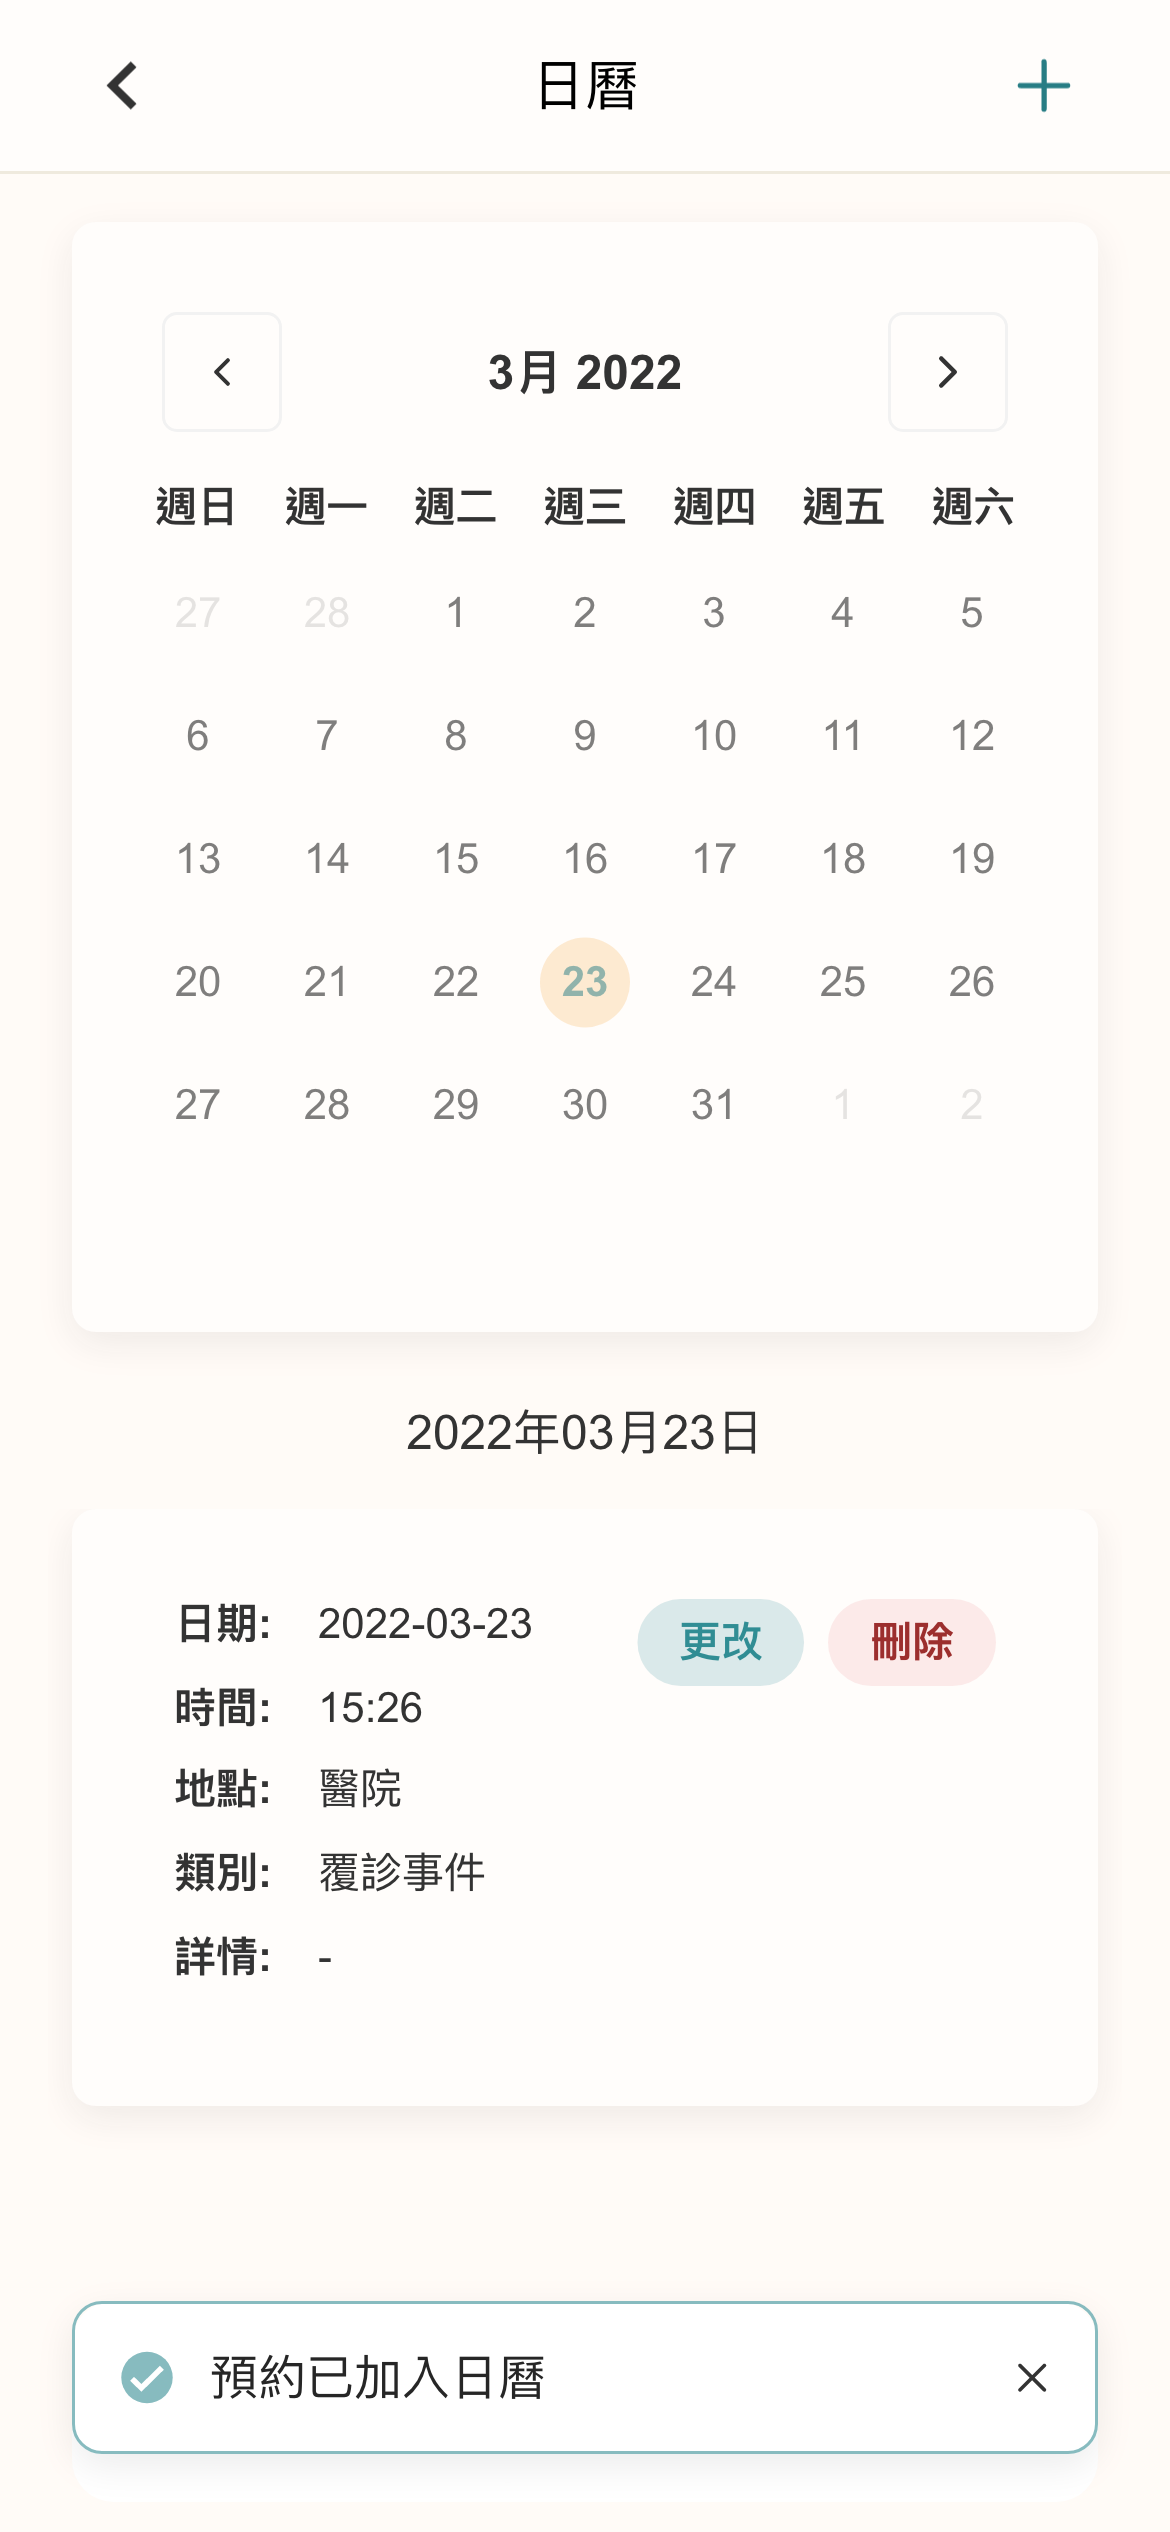 日曆
3月 2022
週日 週一 週二 週三 週四 週五 週六
27 28 1 2 3 4 5
6 7 8 9 10 11 12
13 14 15 16 17 18 19
20 21 22 23 24 25 26
27 28 29 30 31 1 2
2022年03月23日
日期: 2022-03-23 更改 刪除
時間: 15:26
地點: 醫院
類別: 覆診事件
詳情: -
預約已加入日曆